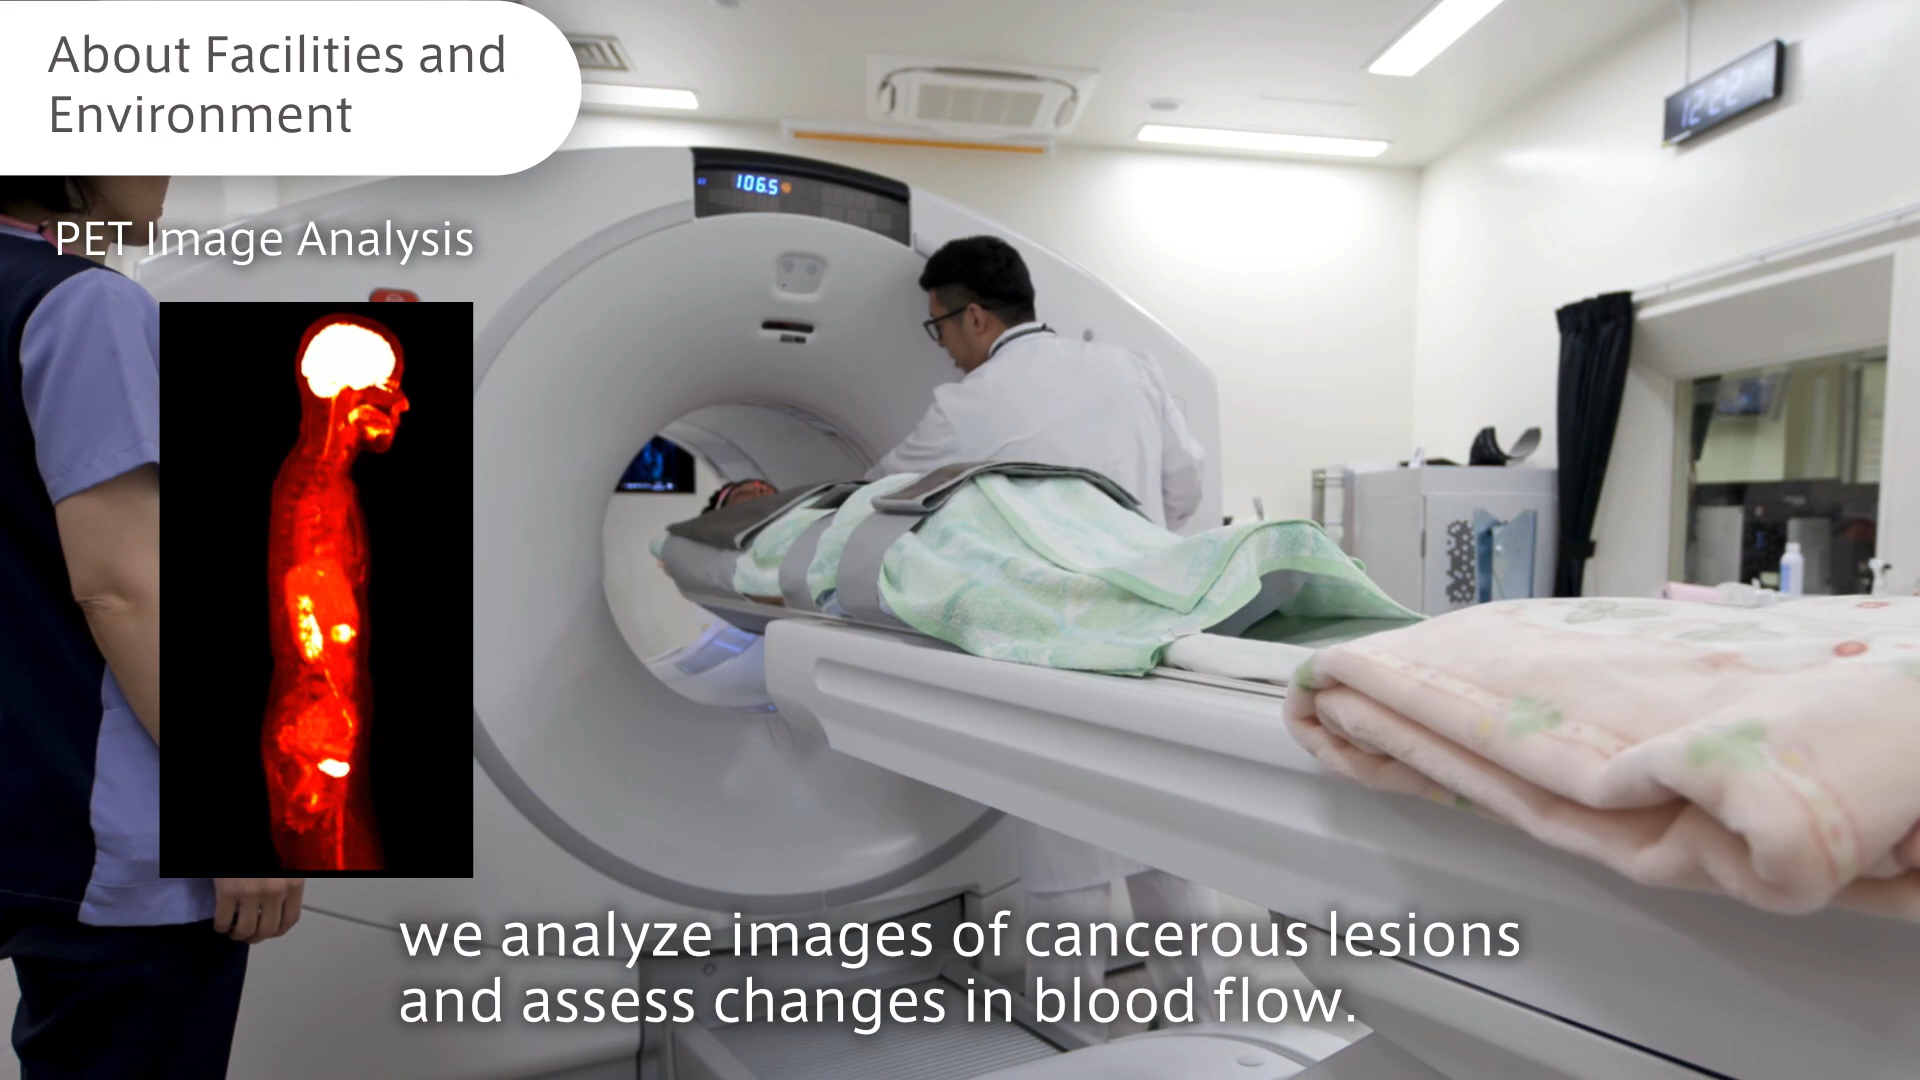 About Facilities and
Environment
12:22
106.5
PET Image Analysis
we analyze images of cancerous lesions
and assess changes in blood flow.